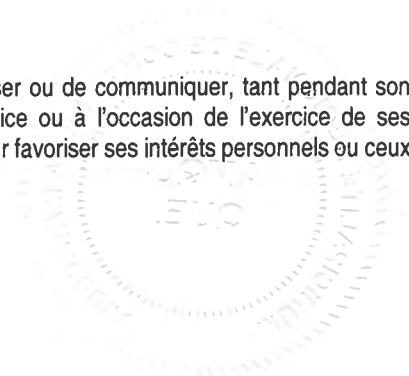 ser ou de communiquer, tant pendant son
ice ou à l'occasion de l'exercice de ses
r favoriser ses intérêts personnels ou ceux